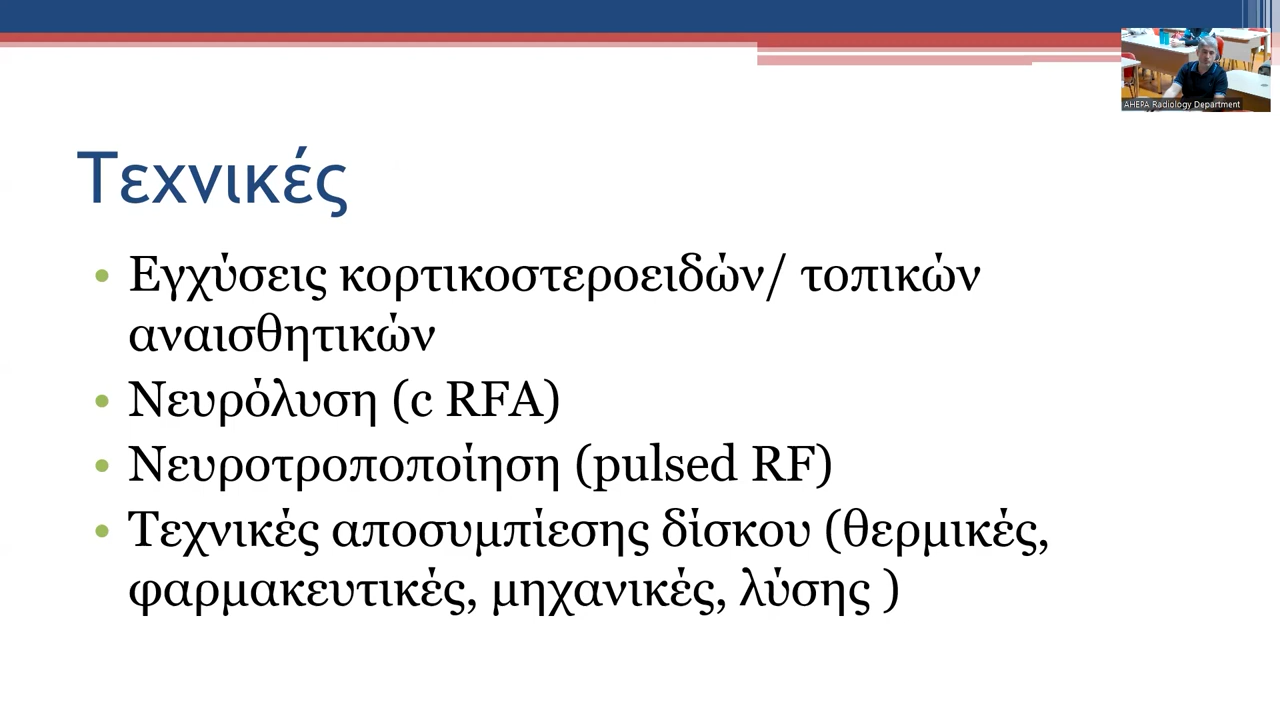 AHEPA Radiology Department
Τεχνικές
• Εγχύσεις κορτικοστεροειδών/ τοπικών
αναισθητικών
• Νευρόλυση (c RFA)
• Νευροτροποποίηση (pulsed RF)
• Τεχνικές αποσυμπίεσης δίσκου (θερμικές,
φαρμακευτικές, μηχανικές, λύσης )